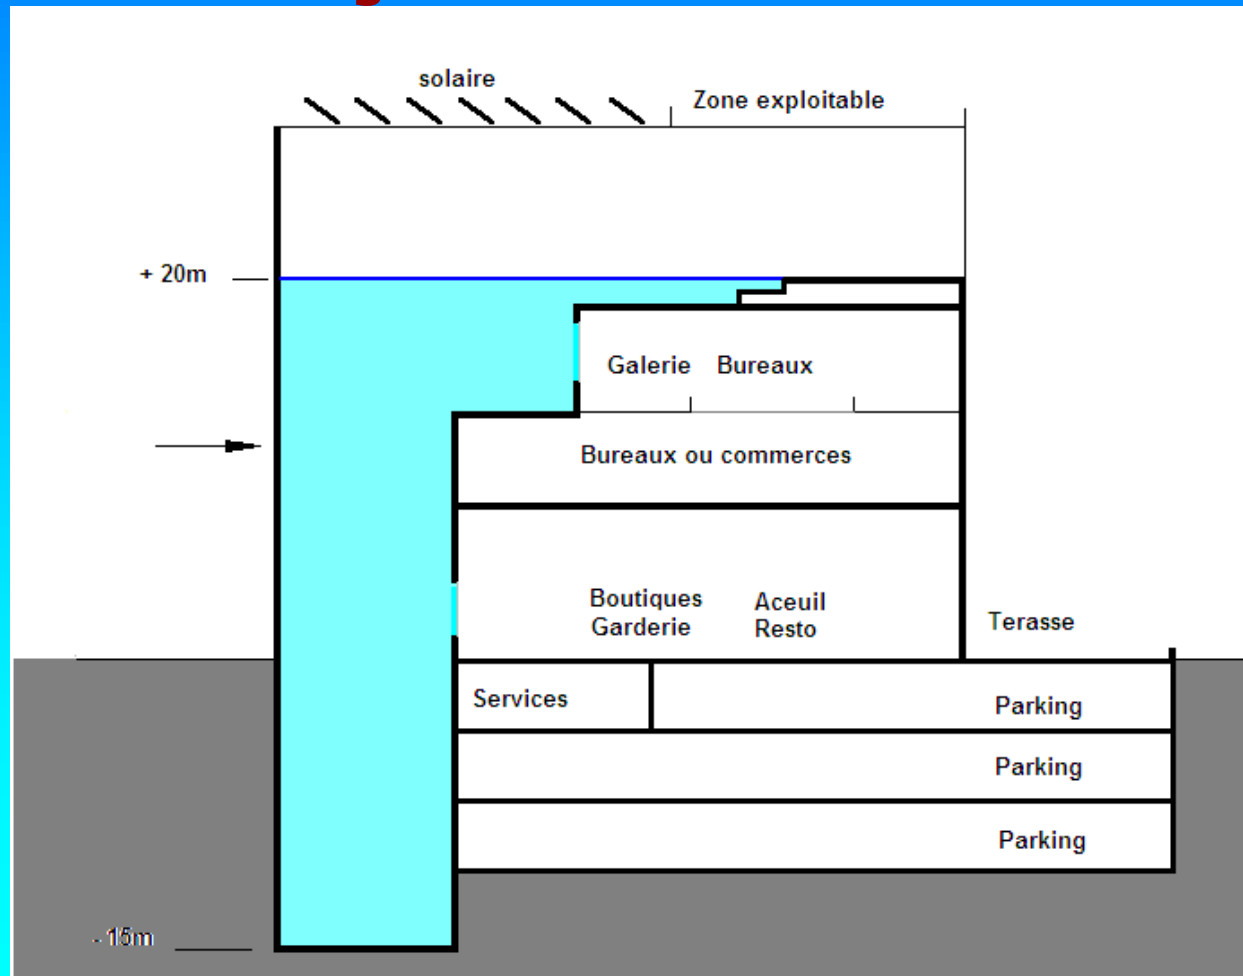 solaire
Zone exploitable
+ 20m
Galerie Bureaux
Bureaux ou commerces
Boutiques Aceuil
Garderie Resto
Terasse
Services
Parking
Parking
Parking
- 15m